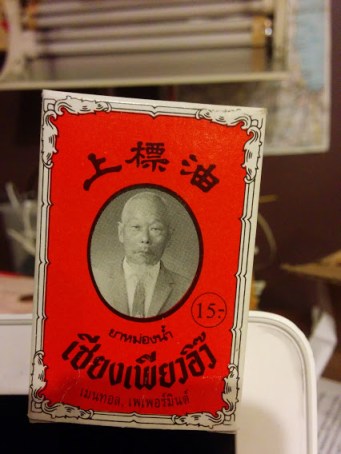 上標油
15.-
ยาหม่องน้ำ
เซียงเพียวอิ๊ว
เมนทอล, เพเพอร์มินต์